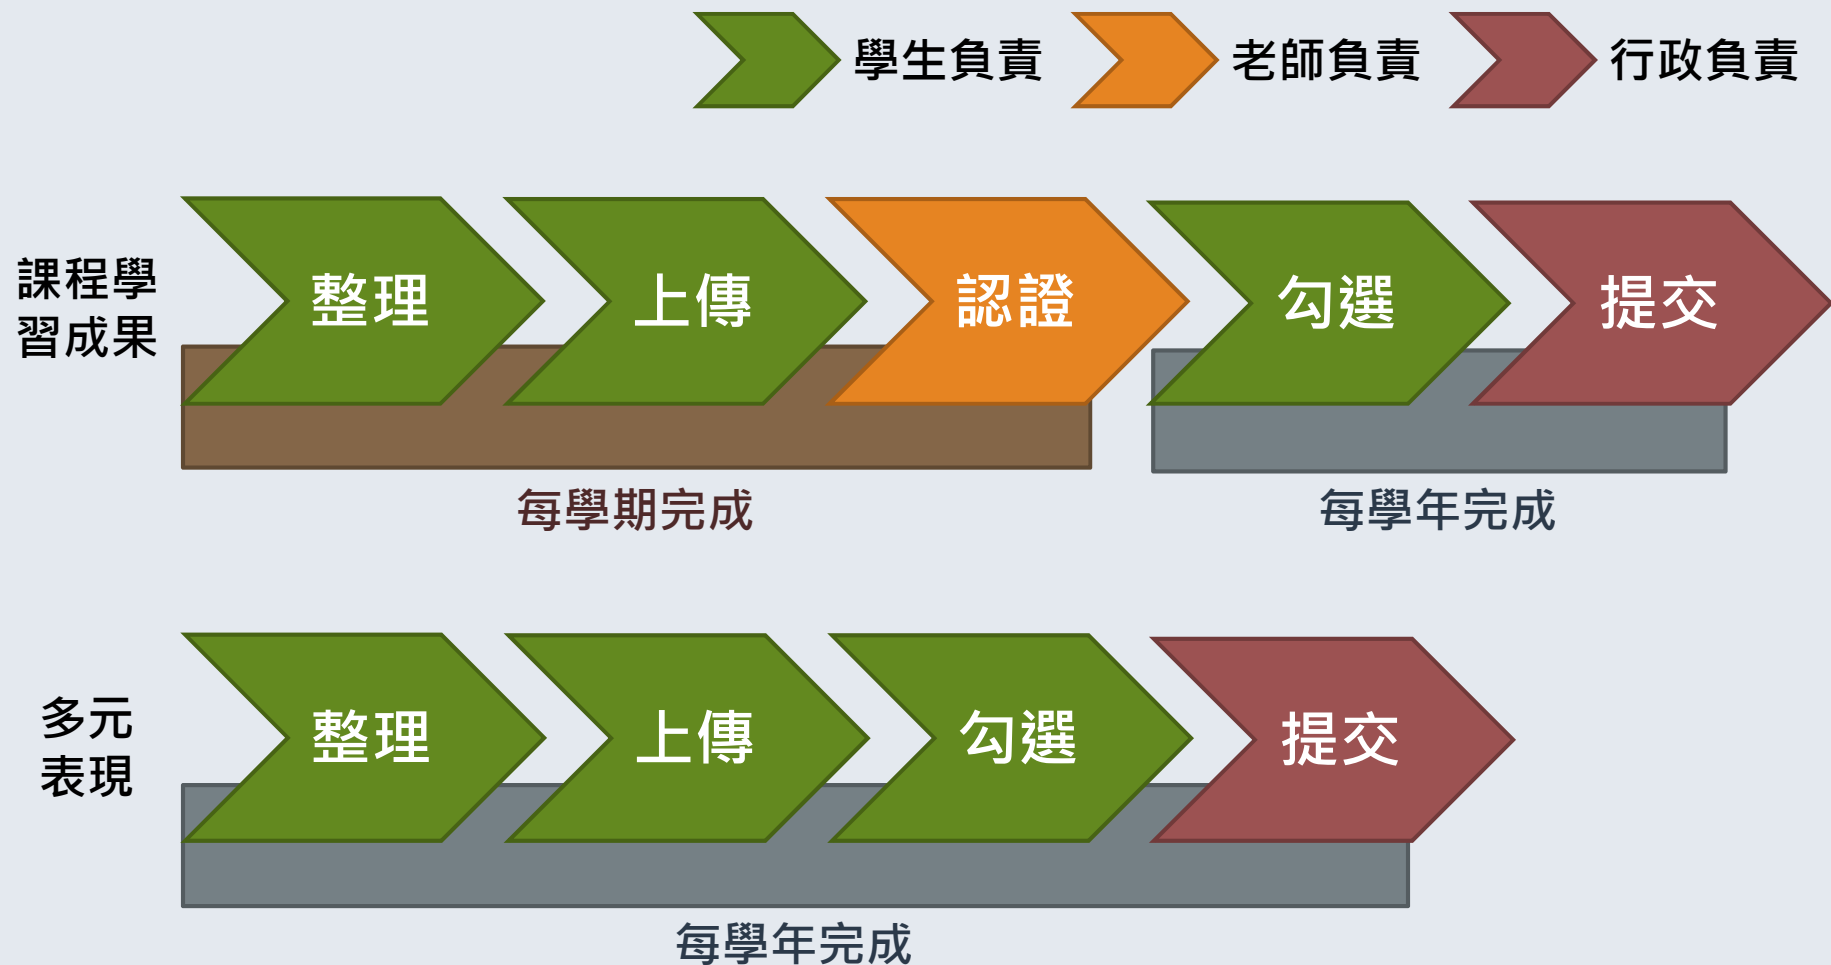 學生負責
老師負責
行政負責
課程學
習成果
整理
上傳
認證
勾選
提交
每學期完成
每學年完成
多元
表現
整理
上傳
勾選
提交
每學年完成